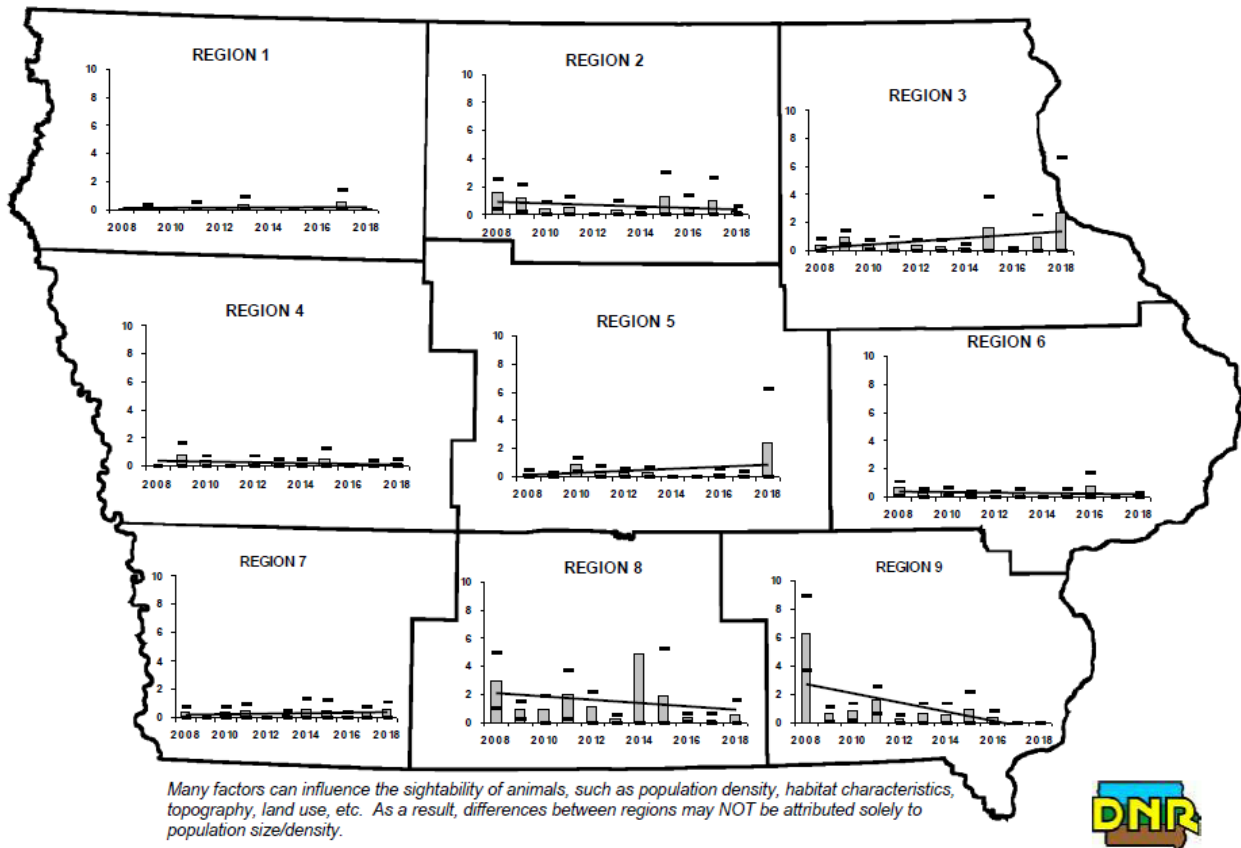 REGION 1
10
8
6
4
2
0
2008 2010 2012 2014 2016 2018
REGION 2
10
8
6
4
2
0
2008 2010 2012 2014 2016 2018
REGION 3
10
8
6
4
2
0
2008 2010 2012 2014 2016 2018
REGION 4
10
8
6
4
2
0
2008 2010 2012 2014 2016 2018
REGION 5
10
8
6
4
2
0
2008 2010 2012 2014 2016 2018
REGION 6
10
8
6
4
2
0
2008 2010 2012 2014 2016 2018
REGION 7
10
8
6
4
2
0
2008 2010 2012 2014 2016 2018
REGION 8
10
8
6
4
2
0
2008 2010 2012 2014 2016 2018
REGION 9
10
8
6
4
2
0
2008 2010 2012 2014 2016 2018
Many factors can influence the sightability of animals, such as population density, habitat characteristics,
topography, land use, etc. As a result, differences between regions may NOT be attributed solely to
population size/density.
DNR